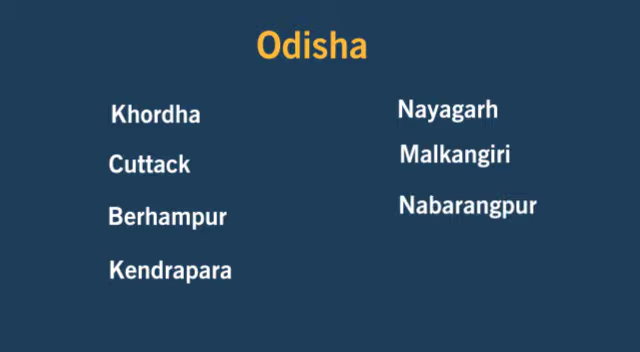 Odisha
Khordha
Cuttack
Berhampur
Kendrapara
Nayagarh
Malkangiri
Nabarangpur